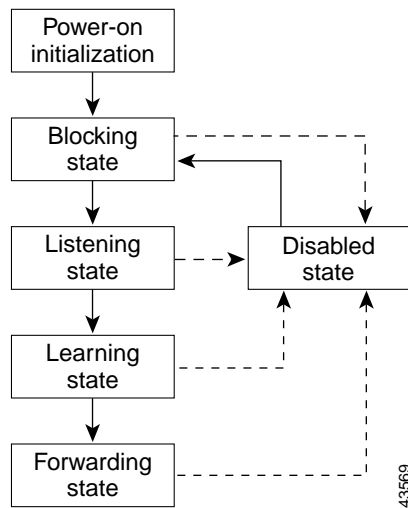 Power-on
initialization
Blocking
state
Listening
state
Disabled
state
Learning
state
Forwarding
state
43569